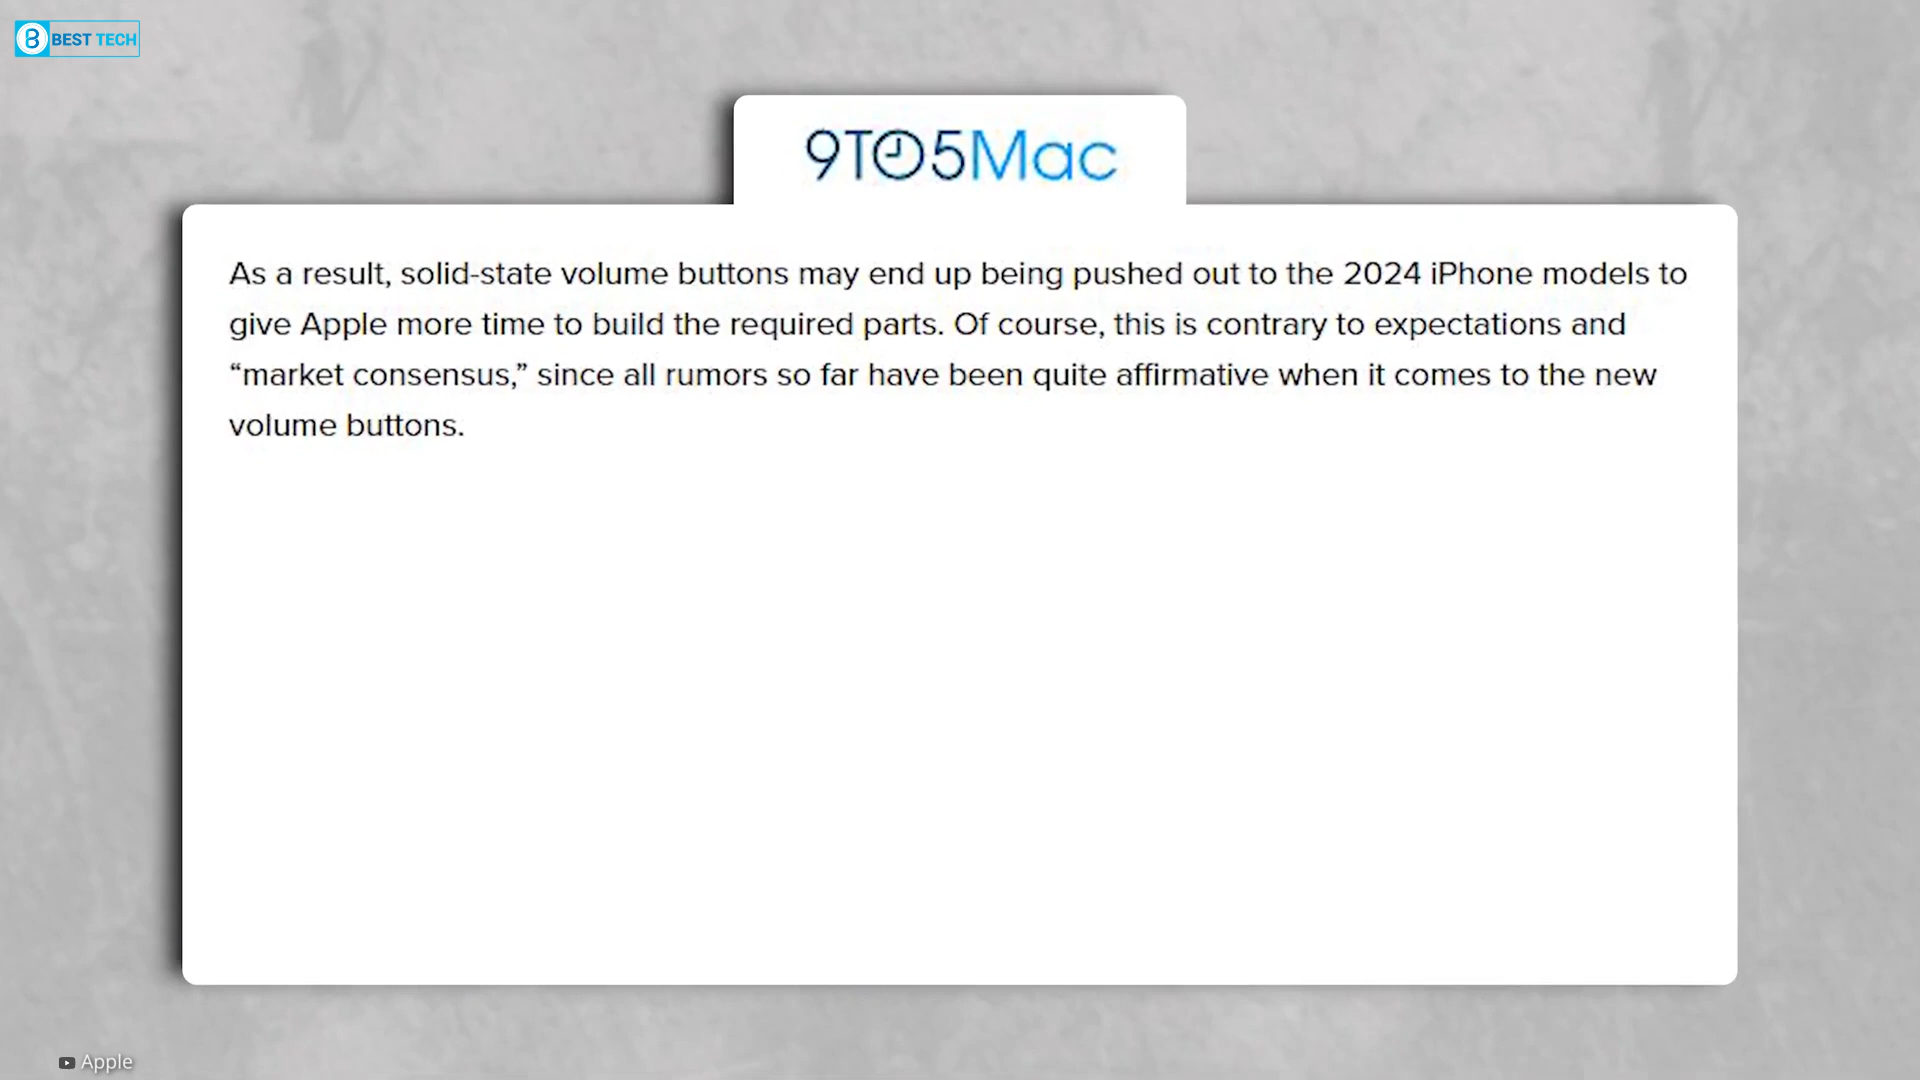 BEST TECH
9TO5Mac
As a result, solid-state volume buttons may end up being pushed out to the 2024 iPhone models to
give Apple more time to build the required parts. Of course, this is contrary to expectations and
“market consensus,” since all rumors so far have been quite affirmative when it comes to the new
volume buttons.
Apple